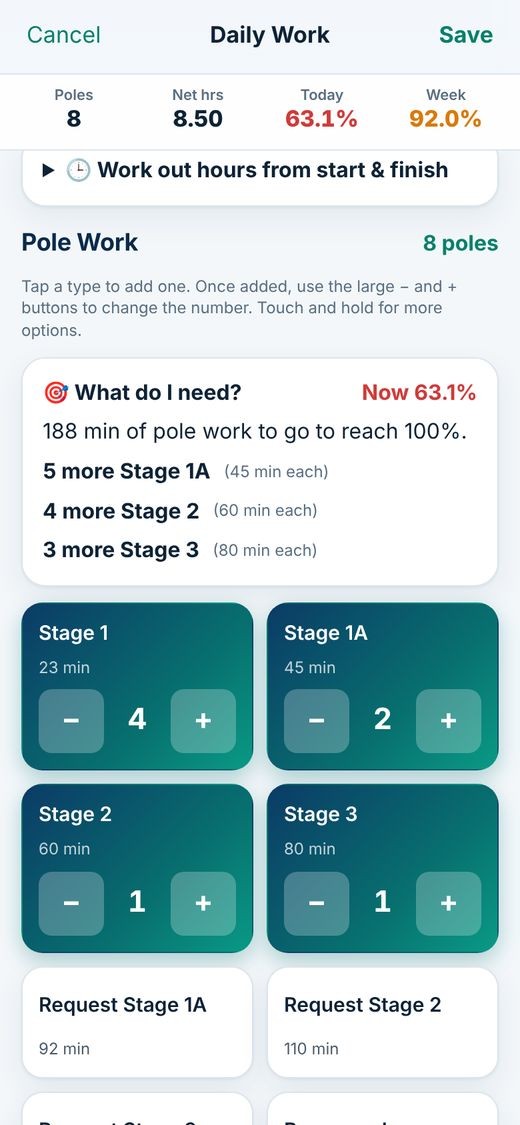 Cancel Daily Work Save
Poles Net hrs Today Week
8 8.50 63.1% 92.0%
Work out hours from start & finish
Pole Work 8 poles
Tap a type to add one. Once added, use the large − and +
buttons to change the number. Touch and hold for more
options.
What do I need? Now 63.1%
188 min of pole work to go to reach 100%.
5 more Stage 1A (45 min each)
4 more Stage 2 (60 min each)
3 more Stage 3 (80 min each)
Stage 1
23 min
− 4 +
Stage 1A
45 min
− 2 +
Stage 2
60 min
− 1 +
Stage 3
80 min
− 1 +
Request Stage 1A
92 min
Request Stage 2
110 min